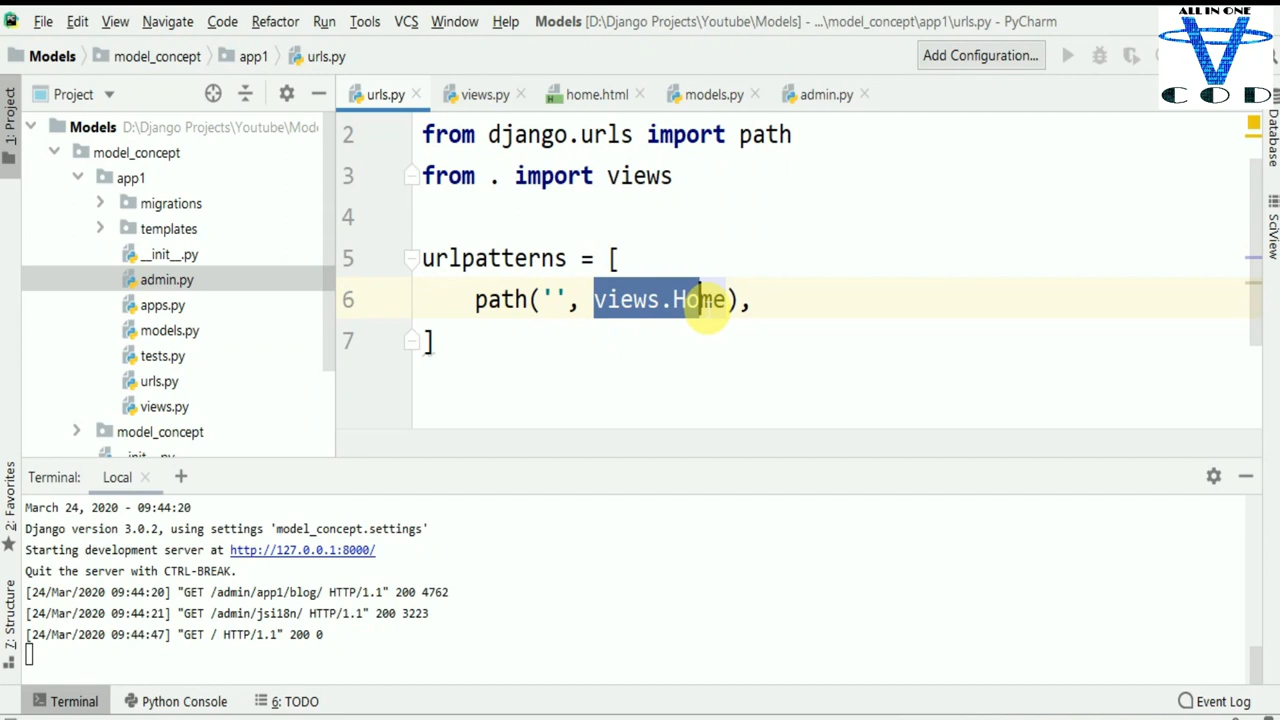 File Edit View Navigate Code Refactor Run Tools VCS Window Help Models [D:\Django Projects\Youtube\Models] - ...\model_concept\app1\urls.py - PyCharm
ALL IN ONE
COD
Models model_concept app1 urls.py Add Configuration...
1: Project
Project
urls.py views.py home.html models.py admin.py
Models D:\Django Projects\Youtube\Mod
model_concept
app1
migrations
templates
__init__.py
admin.py
apps.py
models.py
tests.py
urls.py
views.py
model_concept
__init__.py
2 from django.urls import path
3 from . import views
4
5 urlpatterns = [
6 path('', views.Home),
7 ]
Database
SciView
2: Favorites
Z: Structure
Terminal: Local +
March 24, 2020 - 09:44:20
Django version 3.0.2, using settings 'model_concept.settings'
Starting development server at http://127.0.0.1:8000/
Quit the server with CTRL-BREAK.
[24/Mar/2020 09:44:20] "GET /admin/app1/blog/ HTTP/1.1" 200 4762
[24/Mar/2020 09:44:21] "GET /admin/jsi18n/ HTTP/1.1" 200 3223
[24/Mar/2020 09:44:47] "GET / HTTP/1.1" 200 0
Terminal Python Console 6: TODO Event Log